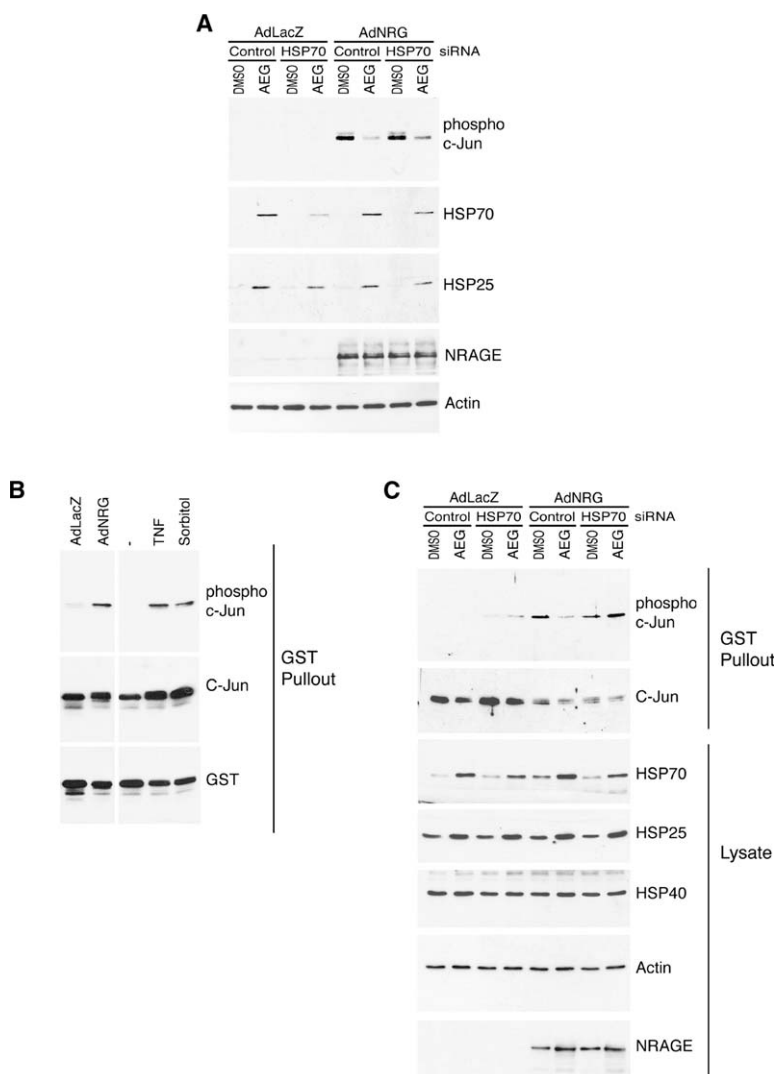 A
AdLacZ AdNRG
Control HSP70 Control HSP70 siRNA
DMSO AEG DMSO AEG DMSO AEG DMSO AEG
phospho
c-Jun
HSP70
HSP25
NRAGE
Actin
B
AdLacZ AdNRG - TNF Sorbitol
phospho
c-Jun
C-Jun
GST
GST
Pullout
C
AdLacZ AdNRG
Control HSP70 Control HSP70 siRNA
DMSO AEG DMSO AEG DMSO AEG DMSO AEG
phospho
c-Jun
C-Jun
GST
Pullout
HSP70
HSP25
HSP40
Actin
NRAGE
Lysate